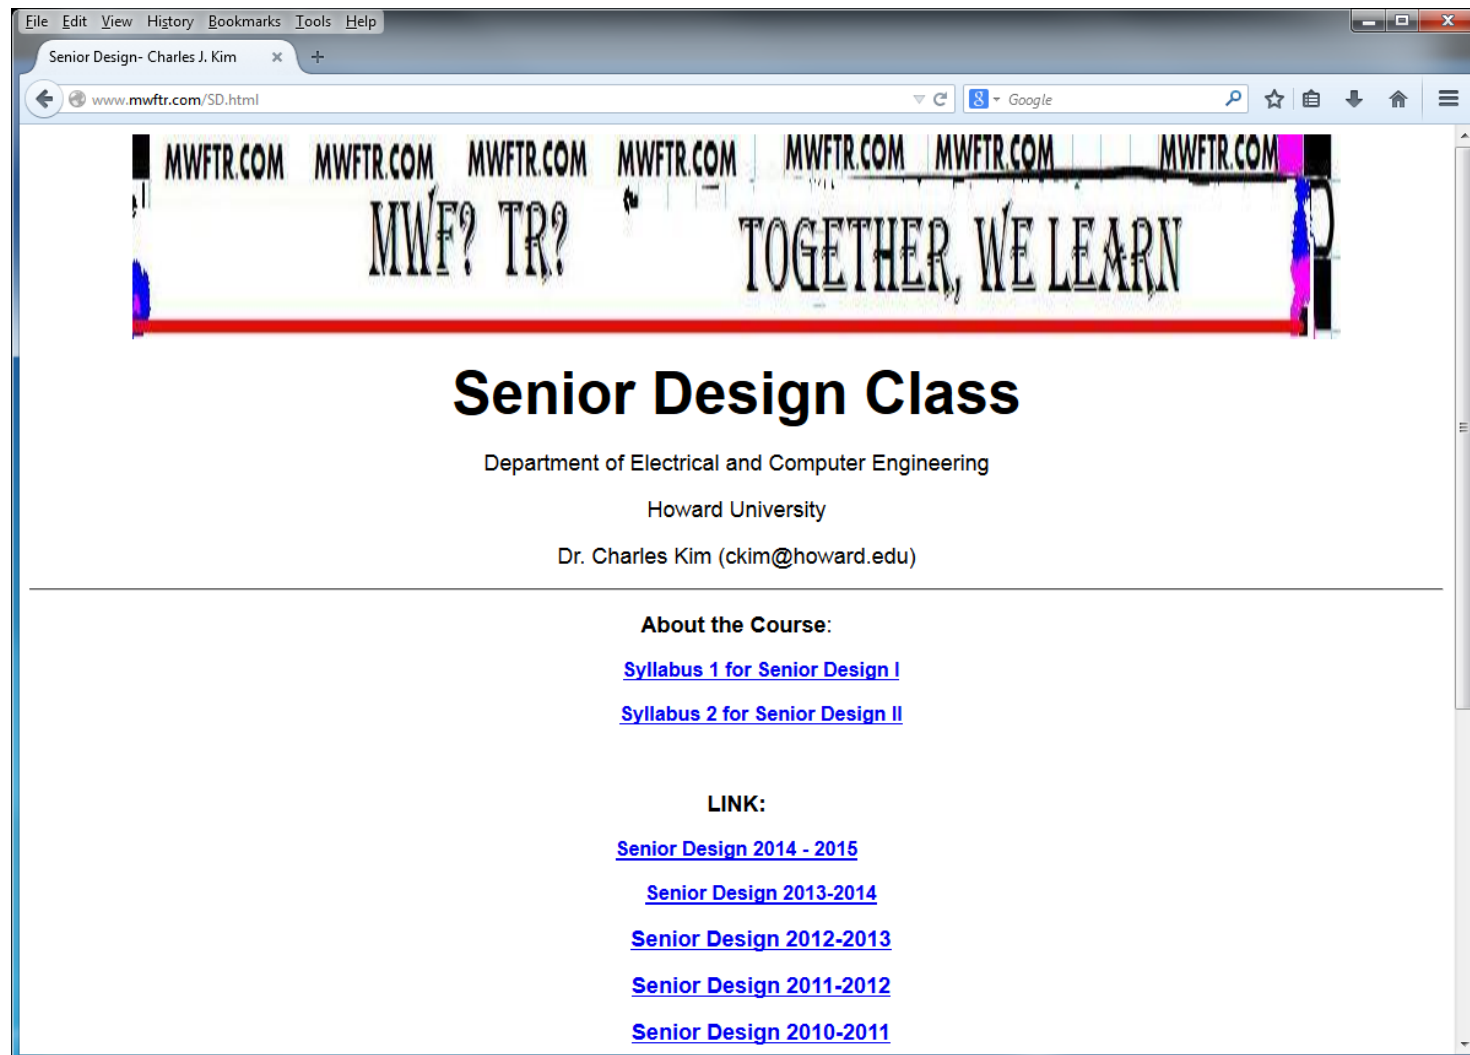 File Edit View History Bookmarks Tools Help
Senior Design- Charles J. Kim
www.mwftr.com/SD.html
Google
MWFTR.COM MWFTR.COM MWFTR.COM MWFTR.COM MWFTR.COM MWFTR.COM MWFTR.COM
MWF? TR? TOGETHER, WE LEARN
Senior Design Class
Department of Electrical and Computer Engineering
Howard University
Dr. Charles Kim (ckim@howard.edu)
About the Course:
Syllabus 1 for Senior Design I
Syllabus 2 for Senior Design II
LINK:
Senior Design 2014 - 2015
Senior Design 2013-2014
Senior Design 2012-2013
Senior Design 2011-2012
Senior Design 2010-2011